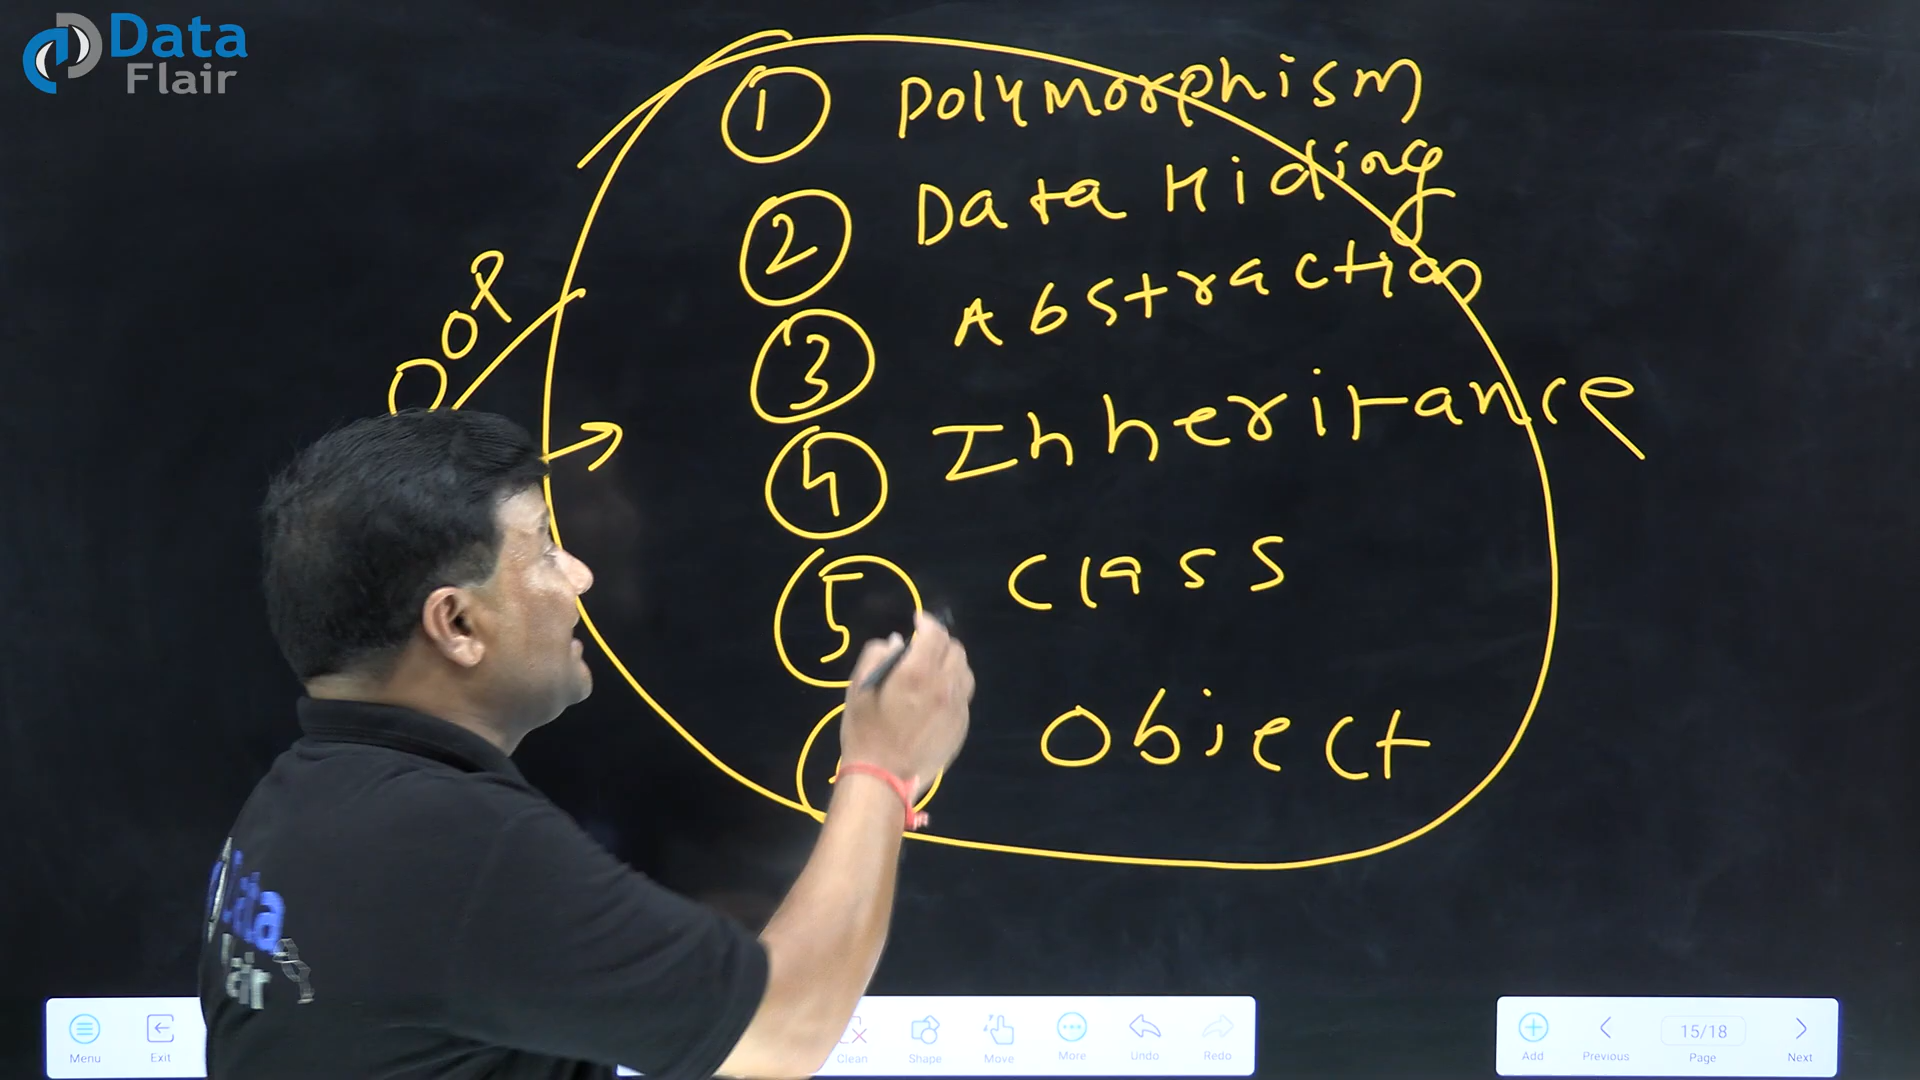 Data
Flair
1 Polymorphism
2 Data Hiding
3 Abstraction
OOP
4 Inheritance
5 Class
Object
Data
Menu
Exit
Clean
Shape
Move
More
Undo
Redo
Add
Previous
15/18
Page
Next